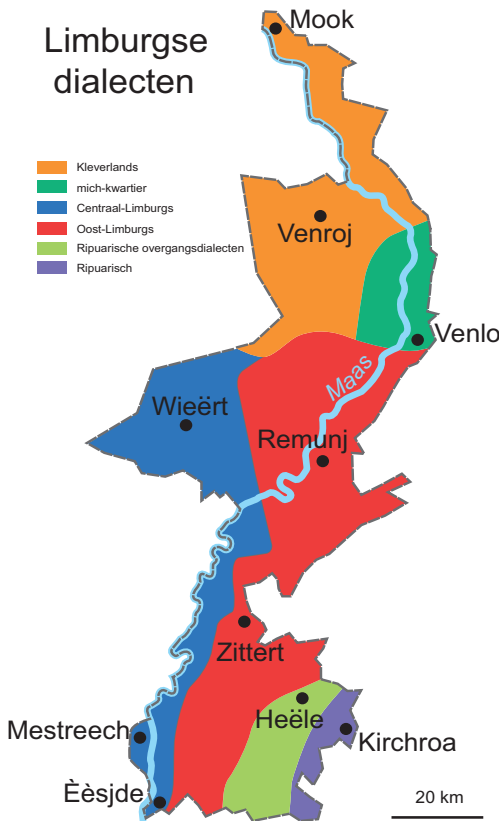 Limburgse
dialecten
Mook
Kleverlands
mich-kwartier
Centraal-Limburgs
Oost-Limburgs
Ripuarische overgangsdialecten
Ripuarisch
Venroj
Venlo
Maas
Wieërt
Remunj
Zittert
Heële
Mestreech
Kirchroa
Èèsjde
20 km